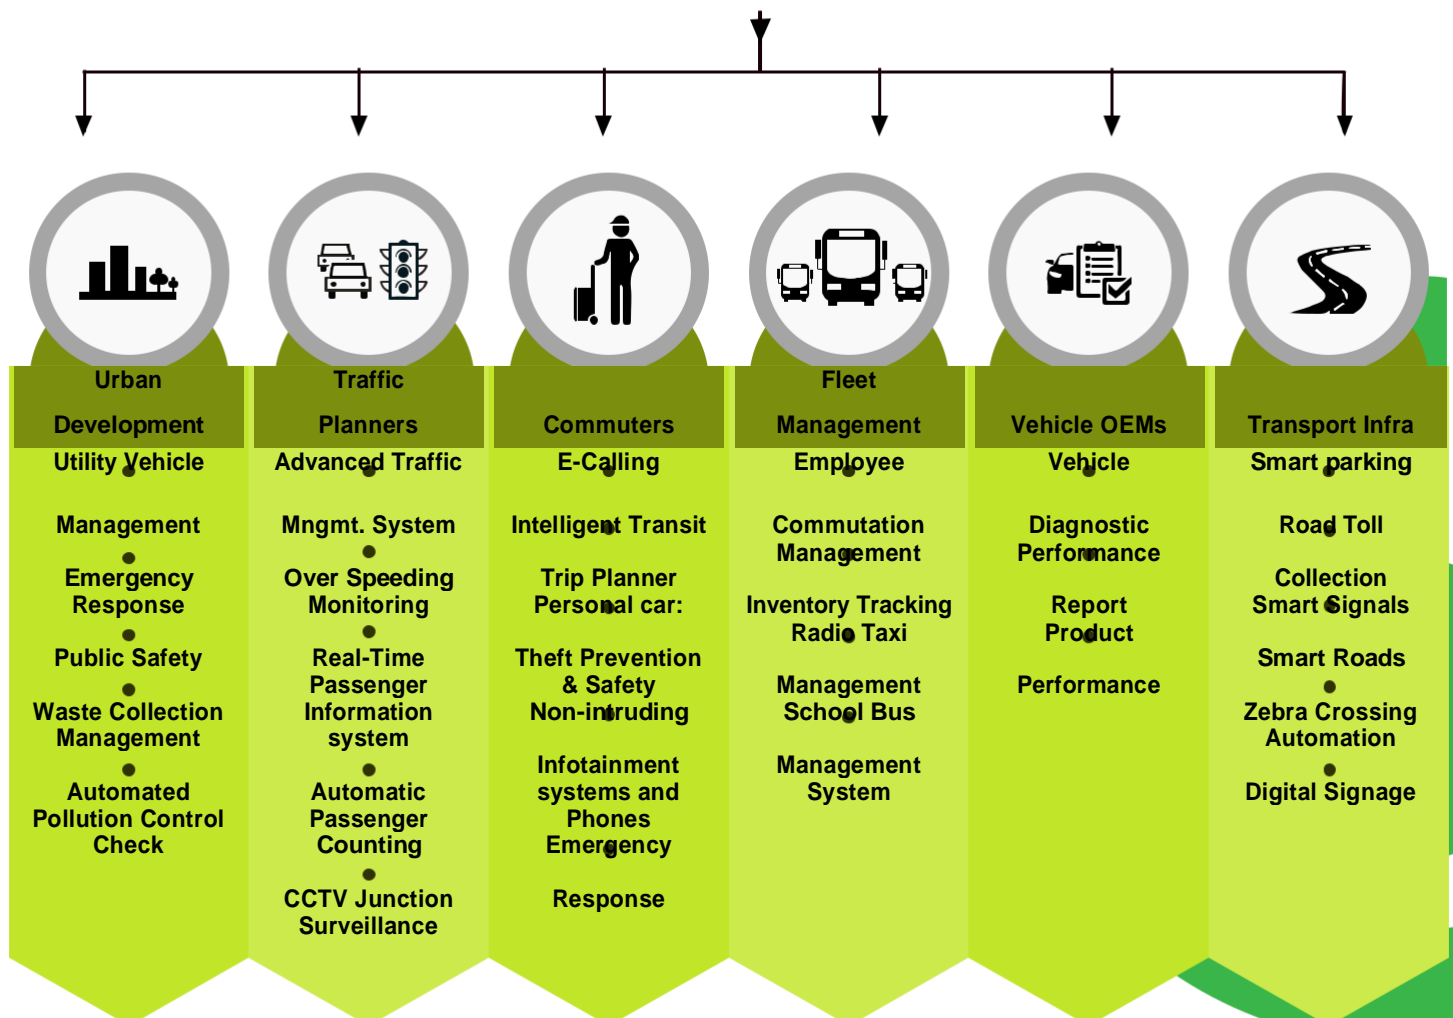 Urban
Development
Utility Vehicle
Management
Emergency
Response
Public Safety
Waste Collection
Management
Automated
Pollution Control
Check
Traffic
Planners
Advanced Traffic
Mngmt. System
Over Speeding
Monitoring
Real-Time
Passenger
Information
system
Automatic
Passenger
Counting
CCTV Junction
Surveillance
Commuters
E-Calling
Intelligent Transit
Trip Planner
Personal car:
Theft Prevention
& Safety
Non-intruding
Infotainment
systems and
Phones
Emergency
Response
Fleet
Management
Employee
Commutation
Management
Inventory Tracking
Radio Taxi
Management
School Bus
Management
System
Vehicle OEMs
Vehicle
Diagnostic
Performance
Report
Product
Performance
Transport Infra
Smart parking
Road Toll
Collection
Smart Signals
Smart Roads
Zebra Crossing
Automation
Digital Signage